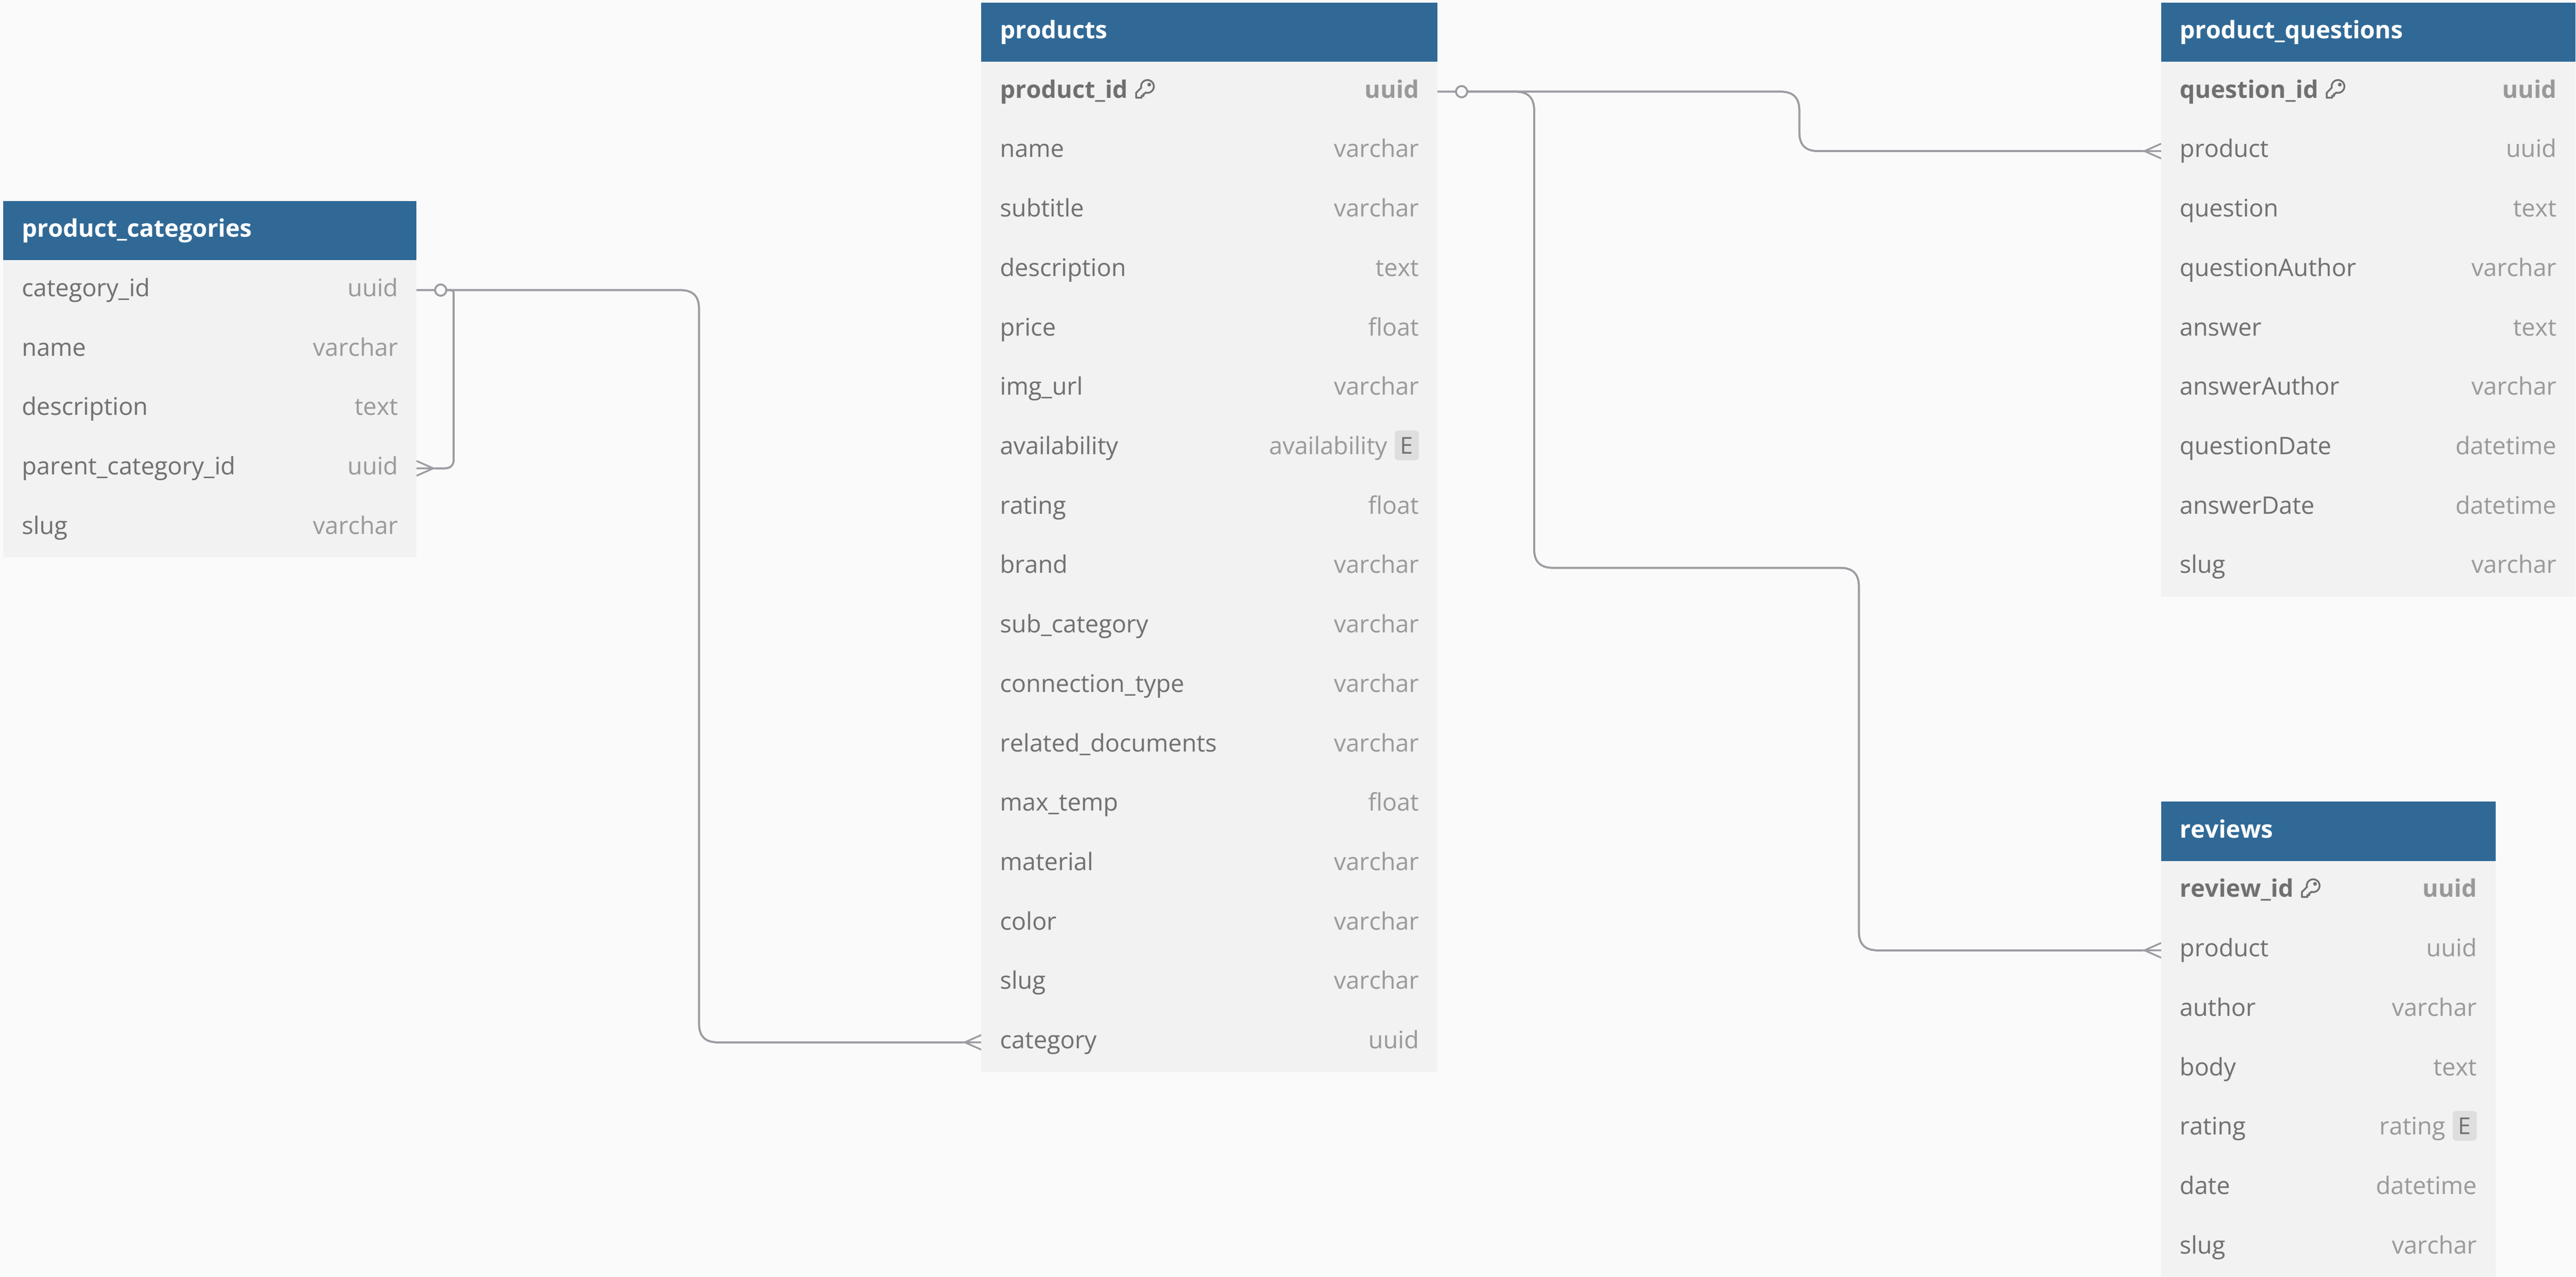 product_categories
category_id uuid
name varchar
description text
parent_category_id uuid
slug varchar
products
product_id uuid
name varchar
subtitle varchar
description text
price float
img_url varchar
availability availability E
rating float
brand varchar
sub_category varchar
connection_type varchar
related_documents varchar
max_temp float
material varchar
color varchar
slug varchar
category uuid
product_questions
question_id uuid
product uuid
question text
questionAuthor varchar
answer text
answerAuthor varchar
questionDate datetime
answerDate datetime
slug varchar
reviews
review_id uuid
product uuid
author varchar
body text
rating rating E
date datetime
slug varchar